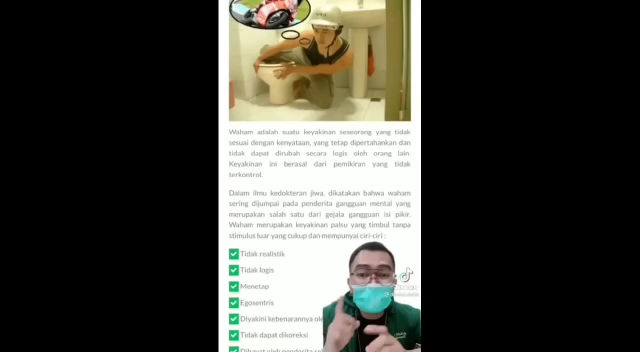 Waham adalah suatu keyakinan seseorang yang tidak
sesuai dengan kenyataan, yang tetap dipertahankan dan
tidak dapat dirubah secara logis oleh orang lain.
Keyakinan ini berasal dari pemikiran yang tidak
terkontrol.
Dalam ilmu kedokteran jiwa, dikatakan bahwa waham
sering dijumpai pada penderita gangguan mental yang
merupakan salah satu dari gejala gangguan isi pikir.
Waham merupakan keyakinan palsu yang timbul tanpa
stimulus luar yang cukup dan mempunyai ciri-ciri :
Tidak realistik
Tidak logis
Menetap
Egosentris
Diyakini kebenarannya
Tidak dapat dikoreksi
Dihayati oleh penderita